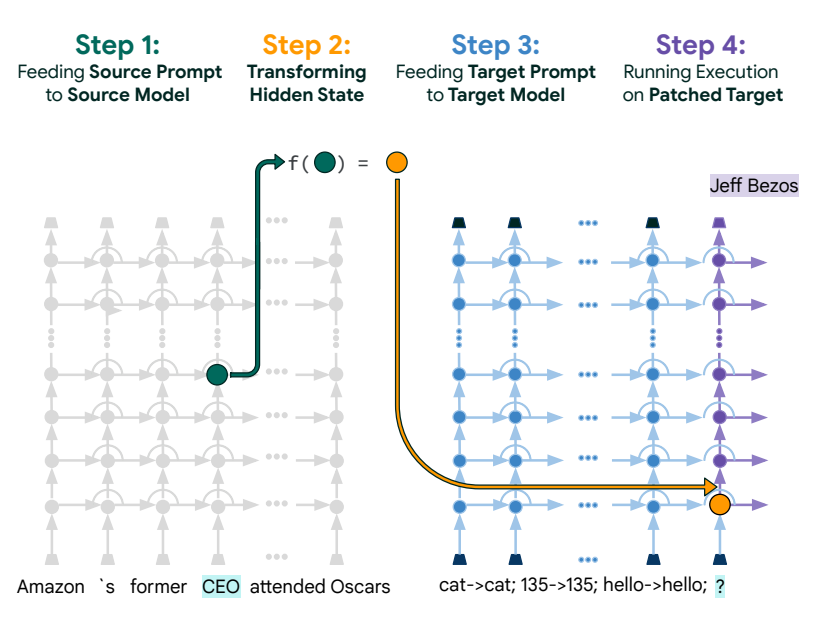 Step 1:
Feeding Source Prompt
to Source Model
Step 2:
Transforming
Hidden State
Step 3:
Feeding Target Prompt
to Target Model
Step 4:
Running Execution
on Patched Target
f( ) =
Jeff Bezos
Amazon `s former CEO attended Oscars
cat->cat; 135->135; hello->hello; ?